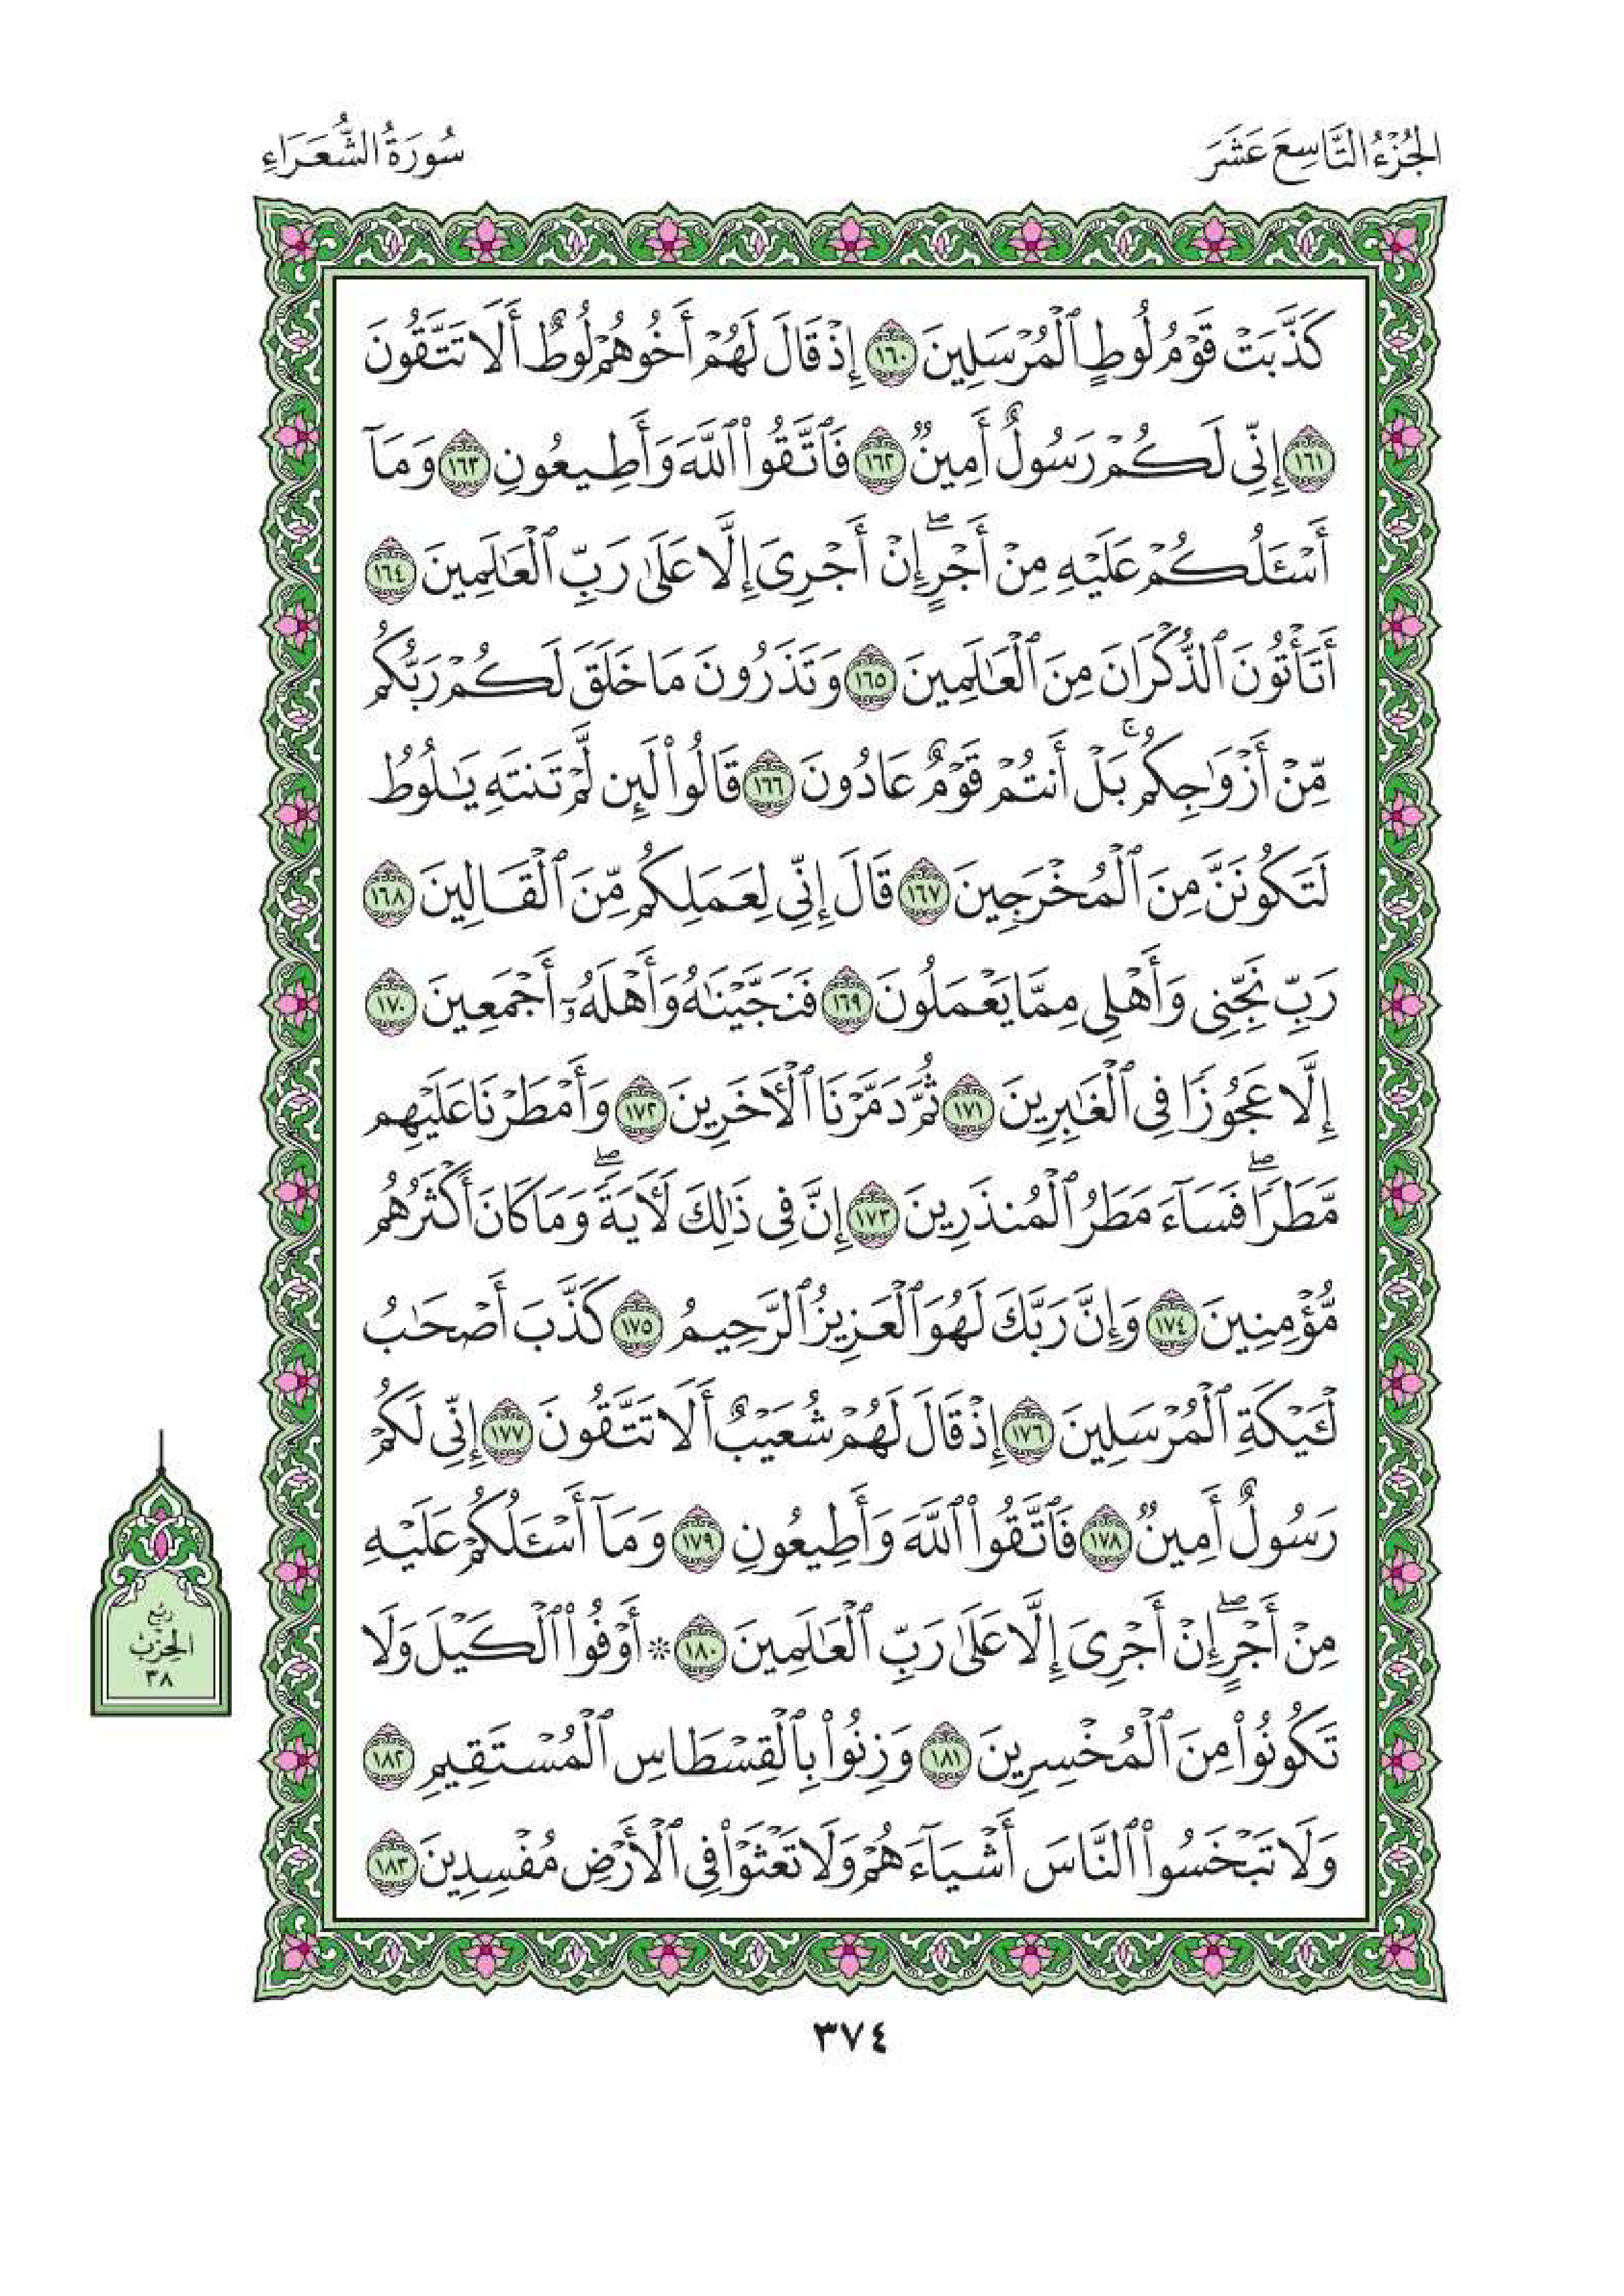 الجُزْءُ التَّاسِعَ عَشَرَ
سُورَةُ الشُّعَرَاءِ
كَذَّبَتْ قَوْمُ لُوطٍ ٱلْمُرْسَلِينَ ١٦٠ إِذْ قَالَ لَهُمْ أَخُوهُمْ لُوطٌ أَلَا تَتَّقُونَ
١٦١ إِنِّى لَكُمْ رَسُولٌ أَمِينٌ ١٦٢ فَٱتَّقُوا۟ ٱللَّهَ وَأَطِيعُونِ ١٦٣ وَمَآ
أَسْـَٔلُكُمْ عَلَيْهِ مِنْ أَجْرٍ ۖ إِنْ أَجْرِىَ إِلَّا عَلَىٰ رَبِّ ٱلْعَـٰلَمِينَ ١٦٤
أَتَأْتُونَ ٱلذُّكْرَانَ مِنَ ٱلْعَـٰلَمِينَ ١٦٥ وَتَذَرُونَ مَا خَلَقَ لَكُمْ رَبُّكُم
مِّنْ أَزْوَٰجِكُم ۚ بَلْ أَنتُمْ قَوْمٌ عَادُونَ ١٦٦ قَالُوا۟ لَئِن لَّمْ تَنتَهِ يَـٰلُوطُ
لَتَكُونَنَّ مِنَ ٱلْمُخْرَجِينَ ١٦٧ قَالَ إِنِّى لِعَمَلِكُم مِّنَ ٱلْقَالِينَ ١٦٨
رَبِّ نَجِّنِى وَأَهْلِى مِمَّا يَعْمَلُونَ ١٦٩ فَنَجَّيْنَـٰهُ وَأَهْلَهُۥٓ أَجْمَعِينَ ١٧٠
إِلَّا عَجُوزًا فِى ٱلْغَـٰبِرِينَ ١٧١ ثُمَّ دَمَّرْنَا ٱلْـَٔاخَرِينَ ١٧٢ وَأَمْطَرْنَا عَلَيْهِم
مَّطَرًا ۖ فَسَآءَ مَطَرُ ٱلْمُنذَرِينَ ١٧٣ إِنَّ فِى ذَٰلِكَ لَـَٔايَةً ۖ وَمَا كَانَ أَكْثَرُهُم
مُّؤْمِنِينَ ١٧٤ وَإِنَّ رَبَّكَ لَهُوَ ٱلْعَزِيزُ ٱلرَّحِيمُ ١٧٥ كَذَّبَ أَصْحَـٰبُ
لْـَٔيْكَةِ ٱلْمُرْسَلِينَ ١٧٦ إِذْ قَالَ لَهُمْ شُعَيْبٌ أَلَا تَتَّقُونَ ١٧٧ إِنِّى لَكُمْ
رَسُولٌ أَمِينٌ ١٧٨ فَٱتَّقُوا۟ ٱللَّهَ وَأَطِيعُونِ ١٧٩ وَمَآ أَسْـَٔلُكُمْ عَلَيْهِ
مِنْ أَجْرٍ ۖ إِنْ أَجْرِىَ إِلَّا عَلَىٰ رَبِّ ٱلْعَـٰلَمِينَ ١٨٠ ۞ أَوْفُوا۟ ٱلْكَيْلَ وَلَا
تَكُونُوا۟ مِنَ ٱلْمُخْسِرِينَ ١٨١ وَزِنُوا۟ بِٱلْقِسْطَاسِ ٱلْمُسْتَقِيمِ ١٨٢
وَلَا تَبْخَسُوا۟ ٱلنَّاسَ أَشْيَآءَهُمْ وَلَا تَعْثَوْا۟ فِى ٱلْأَرْضِ مُفْسِدِينَ ١٨٣
رُبْع
الحِزْب
٣٨
٣٧٤